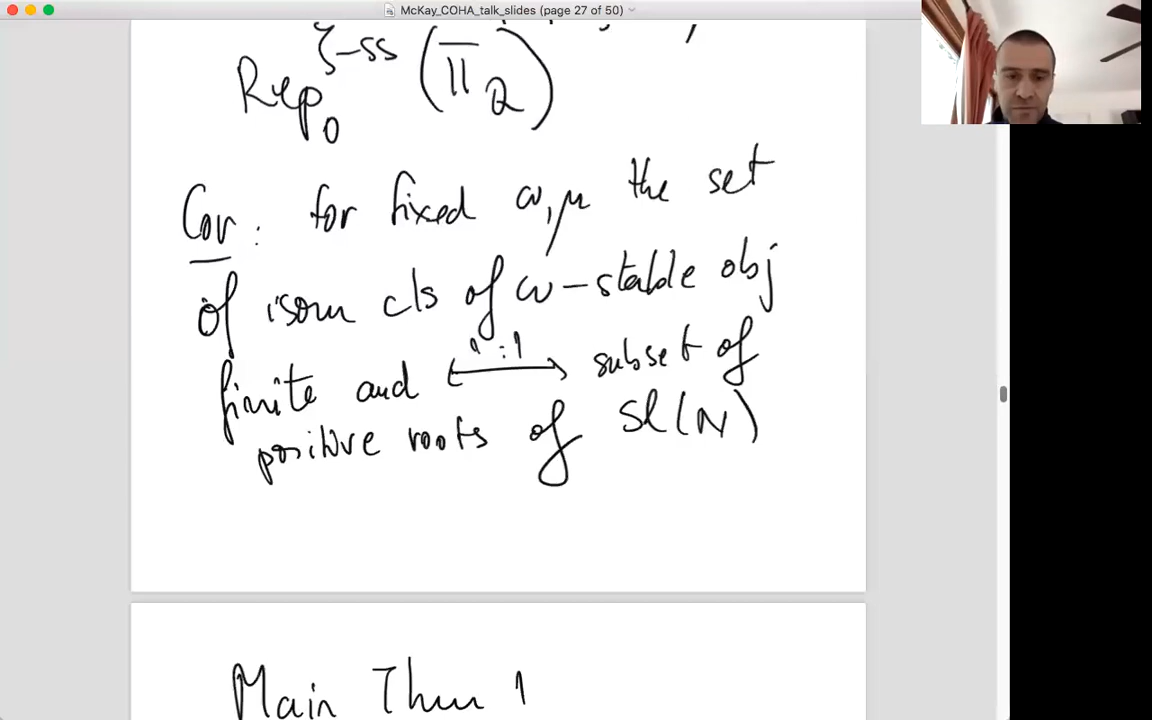 McKay_COHA_talk_slides (page 27 of 50)
Rep₀^{ζ-ss} (Π_Q)
Cor: for fixed ω, μ the set
of isom cls of ω-stable obj
finite and ⟷ 1:1 subset of
positive roots of sl(N)
Main Thm 1